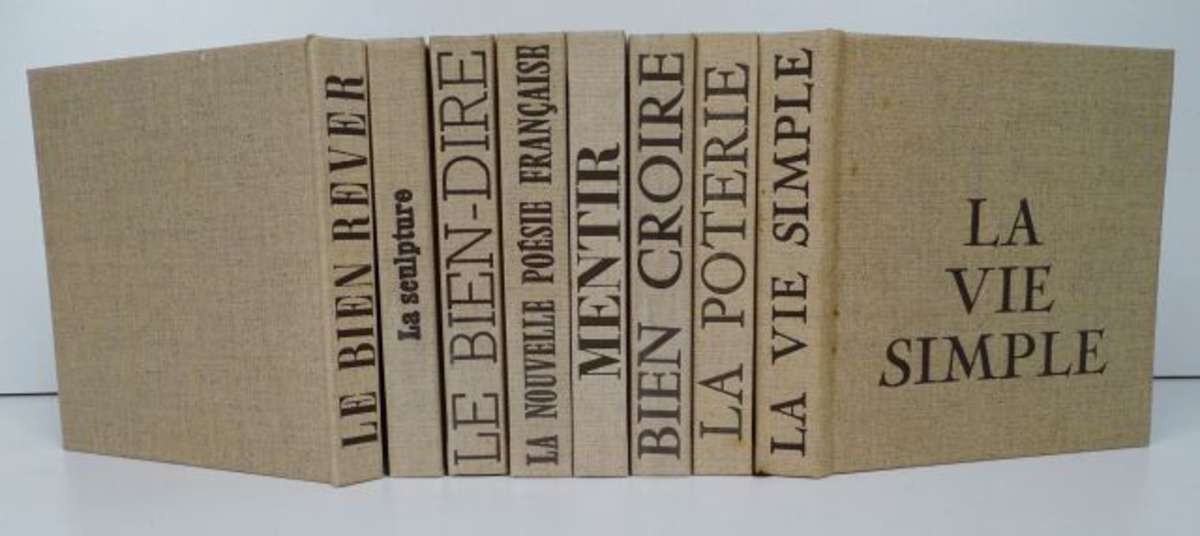 LE BIEN REVER
La sculpture
LE BIEN-DIRE
LA NOUVELLE POÈSIE FRANÇAISE
MENTIR
BIEN CROIRE
LA POTERIE
LA VIE SIMPLE
LA
VIE
SIMPLE